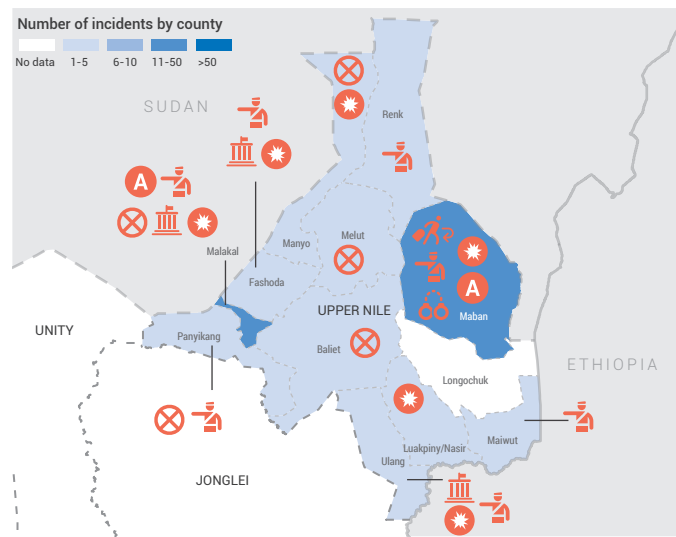 Number of incidents by county
No data 1-5 6-10 11-50 >50
SUDAN
Renk
A
Melut
Manyo
Malakal
Fashoda
A
Maban
UPPER NILE
UNITY
Panyikang
Baliet
ETHIOPIA
Longochuk
Maiwut
Luakpiny/Nasir
Ulang
JONGLEI